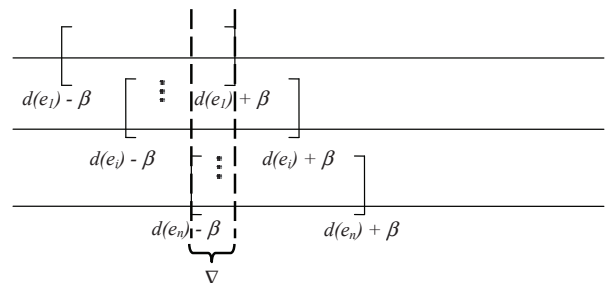 d(e₁) - β d(e₁) + β
d(eᵢ) - β d(eᵢ) + β
d(eₙ) - β d(eₙ) + β
∇